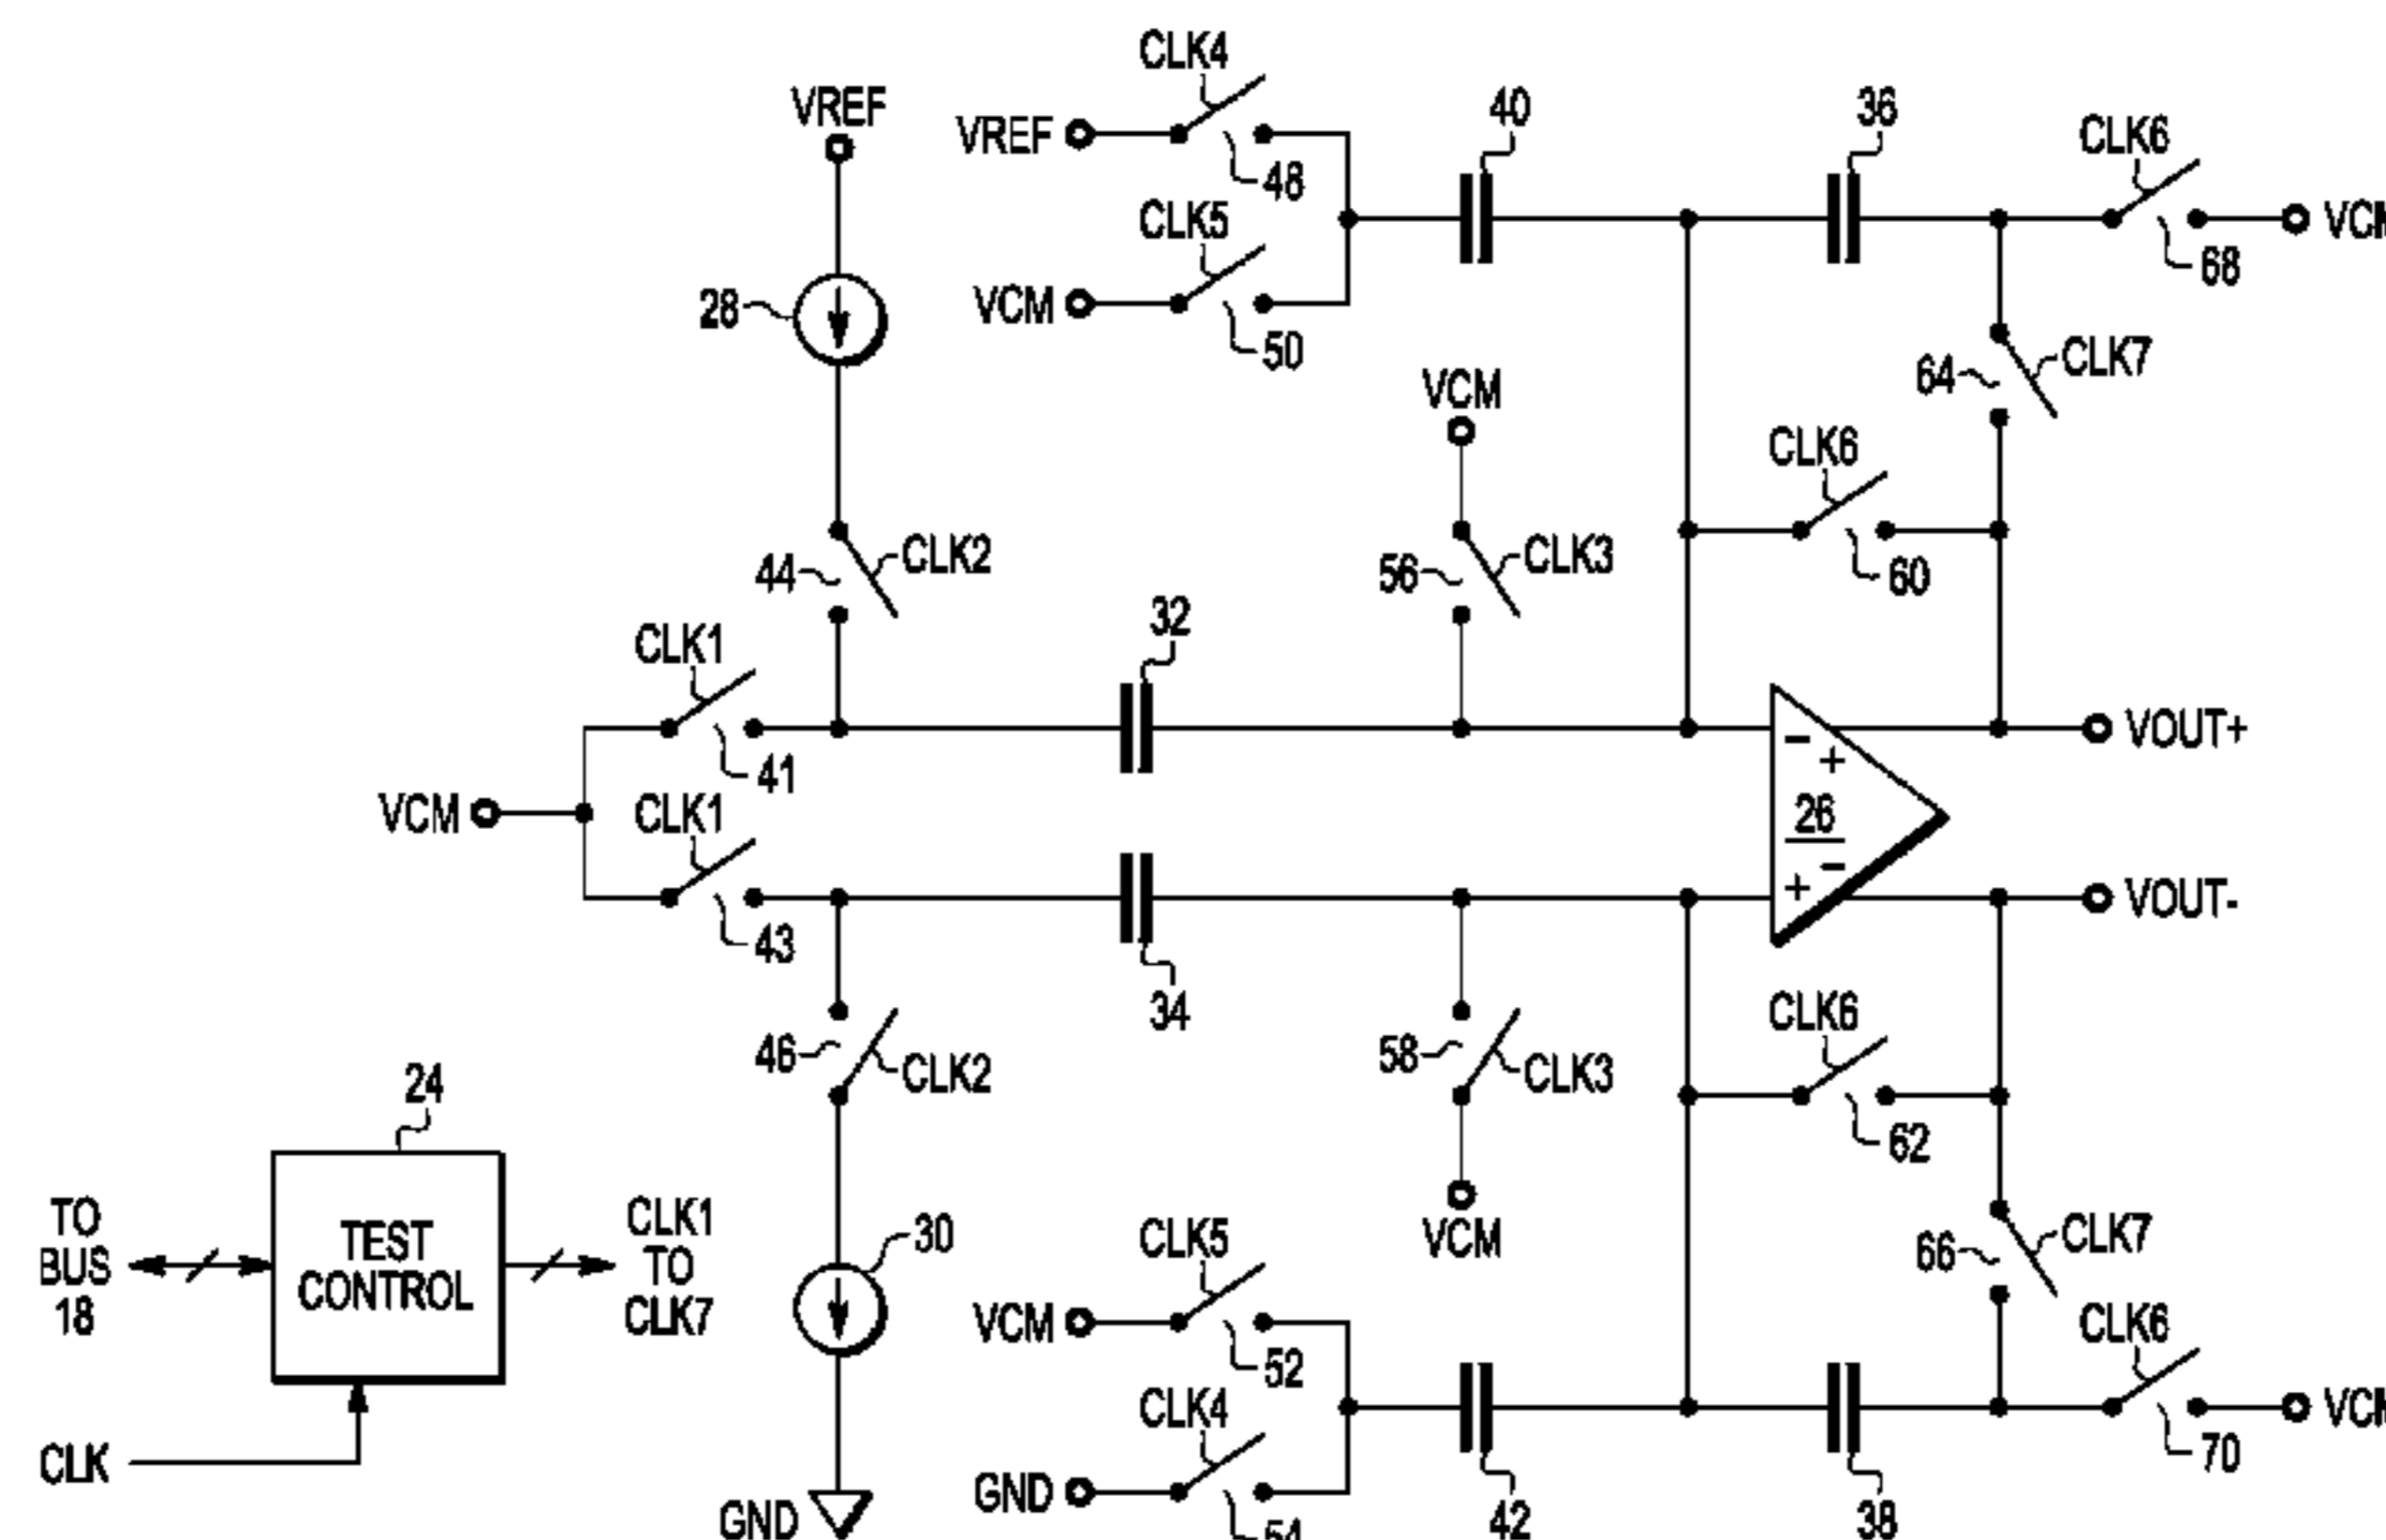 CLK4
VREF
VREF
40
36
CLK6
48
CLK5
VCM
68
28
VCM
50
64
CLK7
VCM
CLK6
44
CLK2
56
CLK3
60
32
CLK1
41
VOUT+
VCM
CLK1
26
43
VOUT-
34
46
CLK2
58
CLK3
CLK6
62
24
TO
BUS
18
TEST
CONTROL
CLK1
TO
CLK7
30
CLK5
VCM
66
CLK7
VCM
52
CLK6
CLK4
CLK
GND
GND
42
38
70